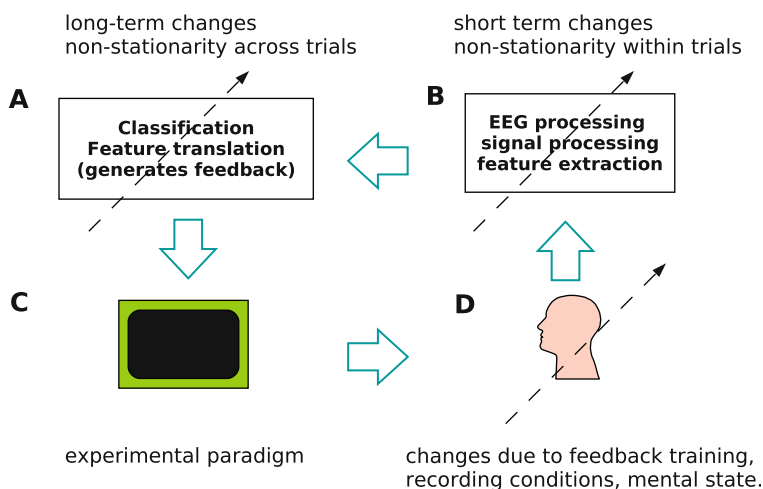 long-term changes
non-stationarity across trials
short term changes
non-stationarity within trials
A
Classification
Feature translation
(generates feedback)
B
EEG processing
signal processing
feature extraction
C
D
experimental paradigm
changes due to feedback training,
recording conditions, mental state.